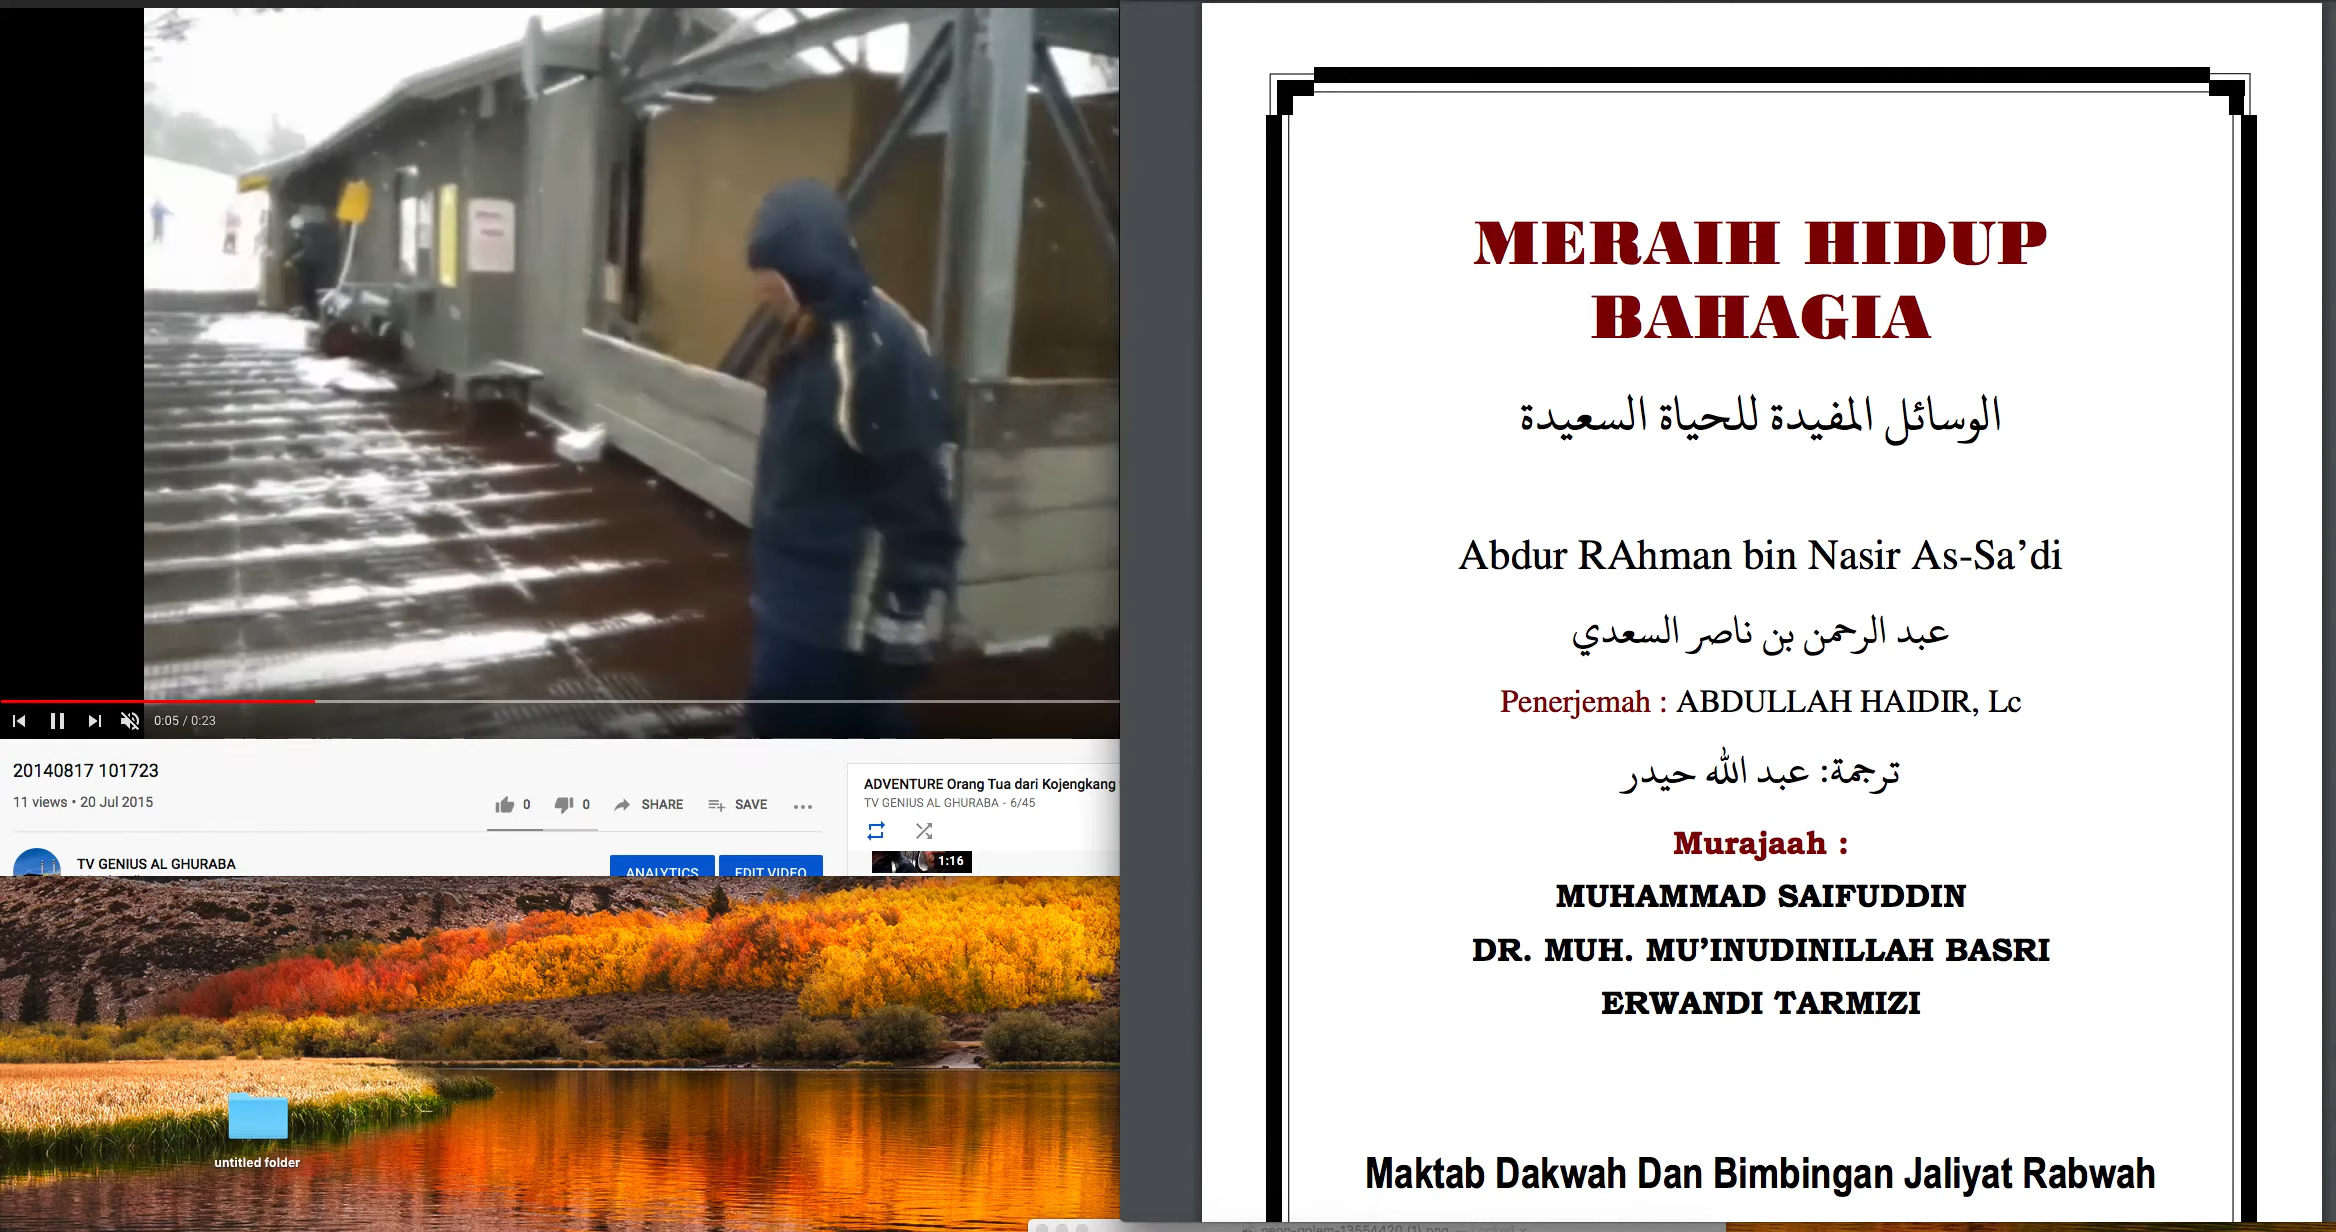 0:05 / 0:23
20140817 101723
11 views • 20 Jul 2015
0
0
SHARE
SAVE
TV GENIUS AL GHURABA
ANALYTICS
EDIT VIDEO
ADVENTURE Orang Tua dari Kojengkang
TV GENIUS AL GHURABA - 6/45
1:16
untitled folder
MERAIH HIDUP
BAHAGIA
الوسائل المفيدة للحياة السعيدة
Abdur RAhman bin Nasir As-Sa’di
عبد الرحمن بن ناصر السعدي
Penerjemah : ABDULLAH HAIDIR, Lc
ترجمة: عبد الله حيدر
Murajaah :
MUHAMMAD SAIFUDDIN
DR. MUH. MU’INUDINILLAH BASRI
ERWANDI TARMIZI
Maktab Dakwah Dan Bimbingan Jaliyat Rabwah